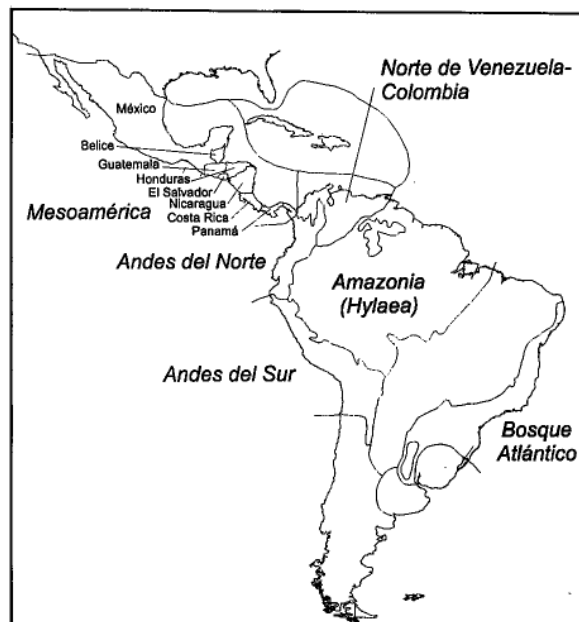 Norte de Venezuela-
Colombia
México
Belice
Guatemala
Honduras
El Salvador
Nicaragua
Mesoamérica
Costa Rica
Panamá
Andes del Norte
Amazonia
(Hylaea)
Andes del Sur
Bosque
Atlántico